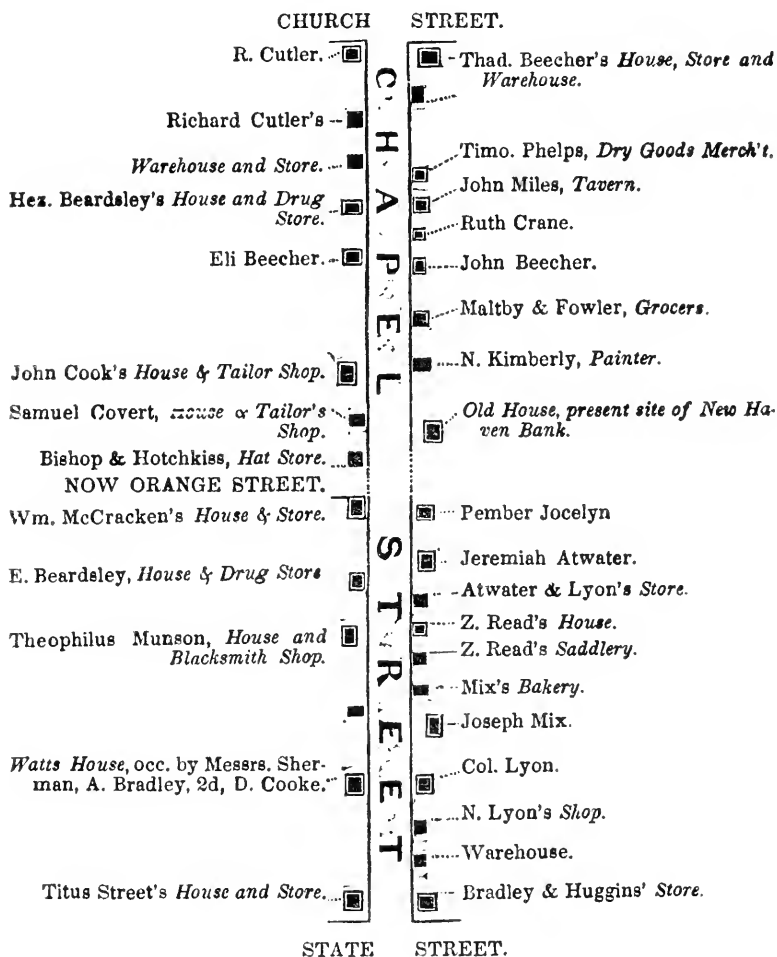 CHURCH STREET.
R. Cutler.
Richard Cutler's
Warehouse and Store.
Hez. Beardsley's House and Drug
Store.
Eli Beecher.
John Cook's House & Tailor Shop.
Samuel Covert, or Tailor's
Shop.
Bishop & Hotchkiss, Hat Store.
NOW ORANGE STREET.
Wm. McCracken's House & Store.
E. Beardsley, House & Drug Store
Theophilus Munson, House and
Blacksmith Shop.
Watts House, occ. by Messrs. Sher-
man, A. Bradley, 2d, D. Cooke.
Titus Street's House and Store.
CHAPEL STREET
Thad. Beecher's House, Store and
Warehouse.
Timo. Phelps, Dry Goods Merch't.
John Miles, Tavern.
Ruth Crane.
John Beecher.
Maltby & Fowler, Grocers.
N. Kimberly, Painter.
Old House, present site of New Ha-
ven Bank.
Pember Jocelyn
Jeremiah Atwater.
Atwater & Lyon's Store.
Z. Read's House.
Z. Read's Saddlery.
Mix's Bakery.
Joseph Mix.
Col. Lyon.
N. Lyon's Shop.
Warehouse.
Bradley & Huggins' Store.
STATE STREET.